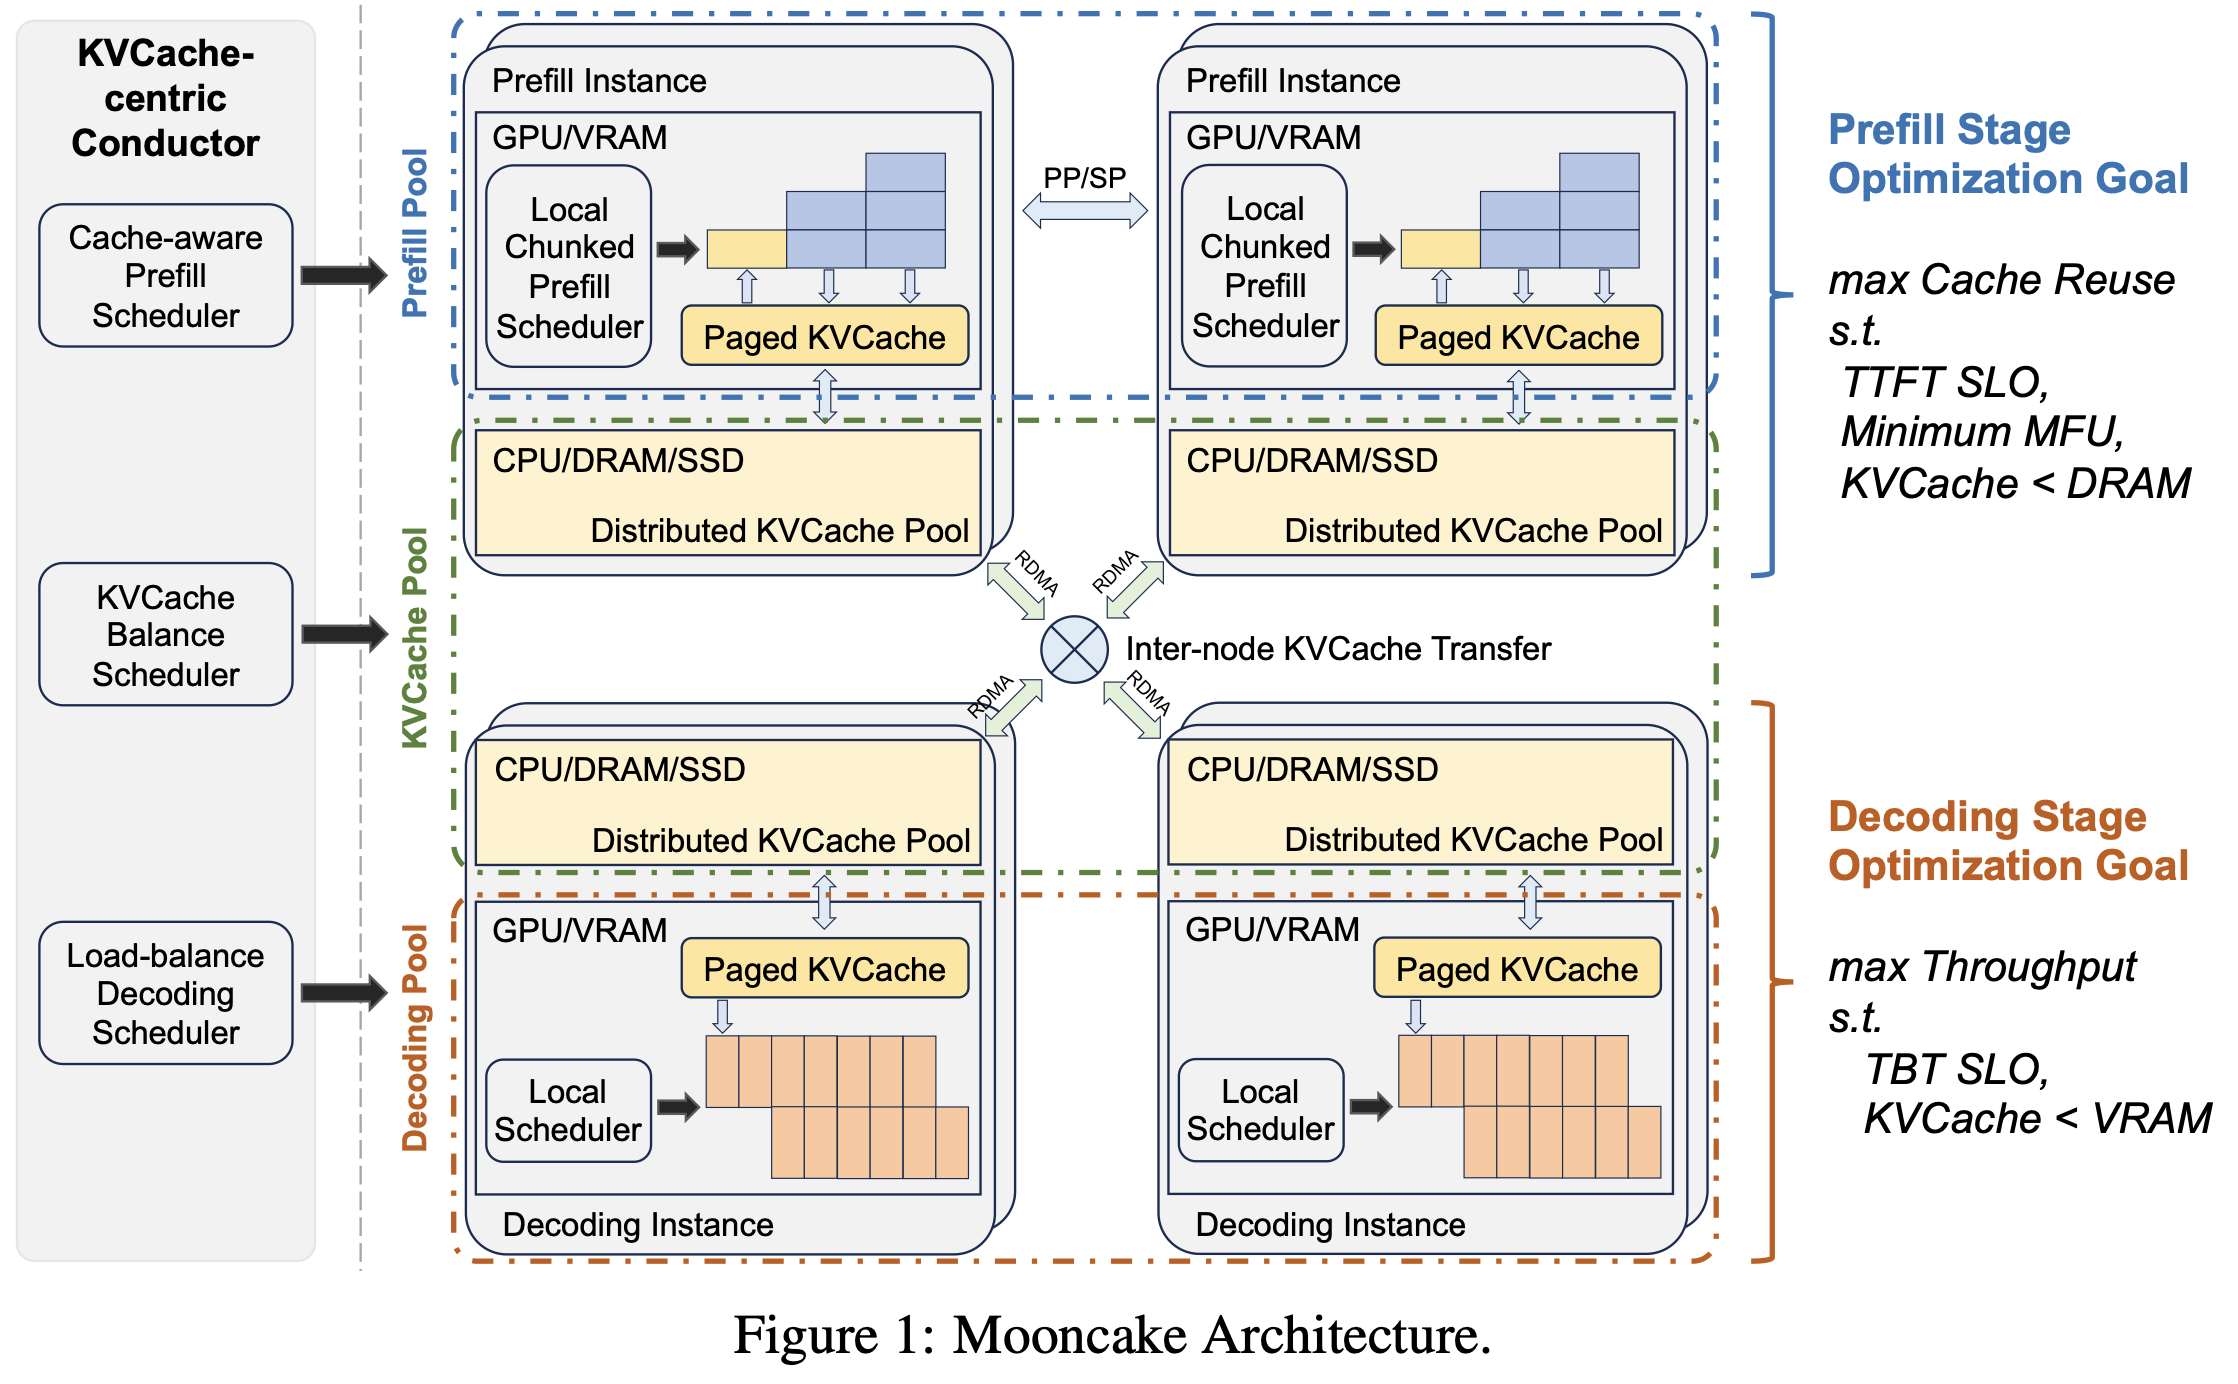 KVCache-
centric
Conductor
Cache-aware
Prefill
Scheduler
KVCache
Balance
Scheduler
Load-balance
Decoding
Scheduler
Prefill Pool
KVCache Pool
Decoding Pool
Prefill Instance
GPU/VRAM
Local
Chunked
Prefill
Scheduler
Paged KVCache
CPU/DRAM/SSD
Distributed KVCache Pool
PP/SP
Prefill Instance
GPU/VRAM
Local
Chunked
Prefill
Scheduler
Paged KVCache
CPU/DRAM/SSD
Distributed KVCache Pool
RDMA
RDMA
Inter-node KVCache Transfer
RDMA
RDMA
CPU/DRAM/SSD
Distributed KVCache Pool
GPU/VRAM
Paged KVCache
Local
Scheduler
Decoding Instance
CPU/DRAM/SSD
Distributed KVCache Pool
GPU/VRAM
Paged KVCache
Local
Scheduler
Decoding Instance
Prefill Stage
Optimization Goal
max Cache Reuse
s.t.
TTFT SLO,
Minimum MFU,
KVCache < DRAM
Decoding Stage
Optimization Goal
max Throughput
s.t.
TBT SLO,
KVCache < VRAM
Figure 1: Mooncake Architecture.